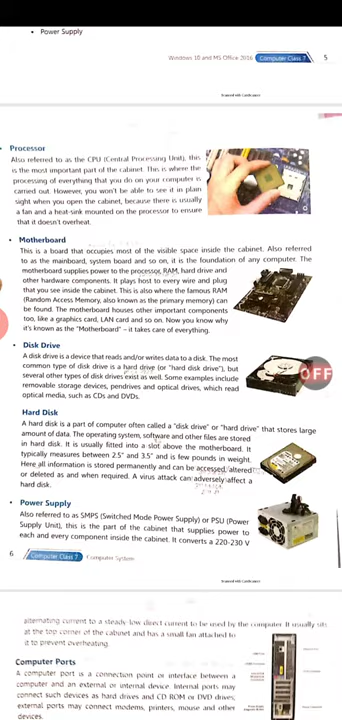 • Power Supply
Windows 10 and MS Office 2016 Computer Class 7 5
Scanned with CamScanner
• Processor
Also referred to as the CPU (Central Processing Unit), this
is the most important part of the cabinet. This is where the
processing of everything that you do on your computer is
carried out. However, you won't be able to see it in plain
sight when you open the cabinet, because there is usually
a fan and a heat-sink mounted on the processor to ensure
that it doesn't overheat.
• Motherboard
This is a board that occupies most of the visible space inside the cabinet. Also referred
to as the mainboard, system board and so on, it is the foundation of any computer. The
motherboard supplies power to the processor, RAM, hard drive and
other hardware components. It plays host to every wire and plug
that you see inside the cabinet. This is also where the famous RAM
(Random Access Memory, also known as the primary memory) can
be found. The motherboard houses other important components
too, like a graphics card, LAN card and so on. Now you know why
it's known as the "Motherboard" – it takes care of everything.
• Disk Drive
A disk drive is a device that reads and/or writes data to a disk. The most
common type of disk drive is a hard drive (or "hard disk drive"), but
several other types of disk drives exist as well. Some examples include
removable storage devices, pendrives and optical drives, which read
optical media, such as CDs and DVDs.
OFF
Hard Disk
A hard disk is a part of computer often called a "disk drive" or "hard drive" that stores large
amount of data. The operating system, software and other files are stored
in hard disk. It is usually fitted into a slot above the motherboard. It
typically measures between 2.5" and 3.5" and is few pounds in weight.
Here all information is stored permanently and can be accessed/altered
or deleted as and when required. A virus attack can adversely affect a
hard disk.
• Power Supply
Also referred to as SMPS (Switched Mode Power Supply) or PSU (Power
Supply Unit), this is the part of the cabinet that supplies power to
each and every component inside the cabinet. It converts a 220-230 V
6 Computer Class 7 Computer System
Scanned with CamScanner
alternating current to a steady low direct current to be used by the computer. It usually sits
at the top corner of the cabinet and has a small fan attached to
it to prevent overheating.
Computer Ports
A computer port is a connection point or interface between a
computer and an external or internal device. Internal ports may
connect such devices as hard drives and CD ROM or DVD drives;
external ports may connect modems, printers, mouse and other
devices.